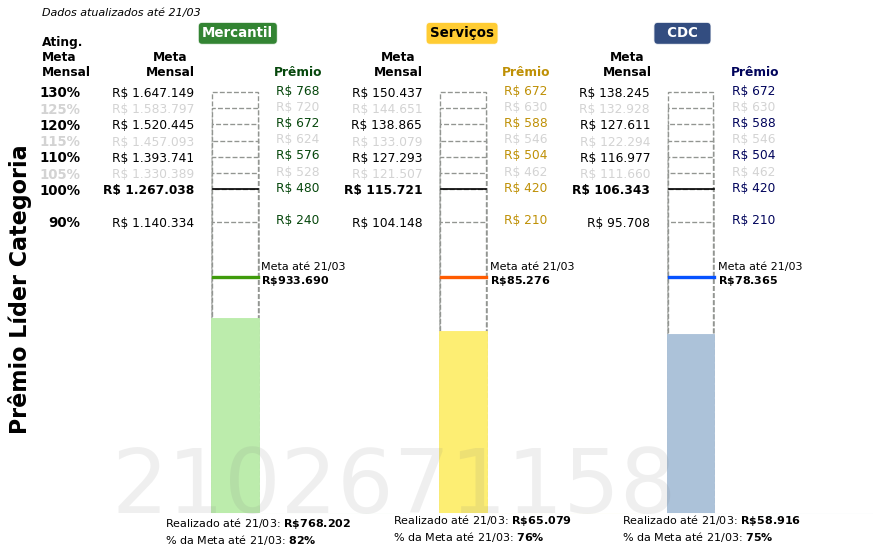 Dados atualizados até 21/03
Mercantil Serviços CDC
Ating. Meta Mensal Meta Mensal Prêmio Meta Mensal Prêmio Meta Mensal Prêmio
130% R$ 1.647.149 R$ 768 R$ 150.437 R$ 672 R$ 138.245 R$ 672
125% R$ 1.583.797 R$ 720 R$ 144.651 R$ 630 R$ 132.928 R$ 630
120% R$ 1.520.445 R$ 672 R$ 138.865 R$ 588 R$ 127.611 R$ 588
115% R$ 1.457.093 R$ 624 R$ 133.079 R$ 546 R$ 122.294 R$ 546
110% R$ 1.393.741 R$ 576 R$ 127.293 R$ 504 R$ 116.977 R$ 504
105% R$ 1.330.389 R$ 528 R$ 121.507 R$ 462 R$ 111.660 R$ 462
100% R$ 1.267.038 R$ 480 R$ 115.721 R$ 420 R$ 106.343 R$ 420
90% R$ 1.140.334 R$ 240 R$ 104.148 R$ 210 R$ 95.708 R$ 210
Prêmio Líder Categoria
Meta até 21/03 Meta até 21/03 Meta até 21/03
R$933.690 R$85.276 R$78.365
2102671158
Realizado até 21/03: R$768.202 Realizado até 21/03: R$65.079 Realizado até 21/03: R$58.916
% da Meta até 21/03: 82% % da Meta até 21/03: 76% % da Meta até 21/03: 75%